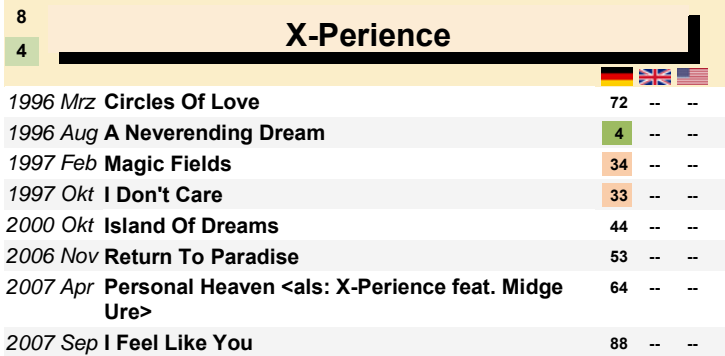 8
4
X-Perience
1996 Mrz Circles Of Love 72 -- --
1996 Aug A Neverending Dream 4 -- --
1997 Feb Magic Fields 34 -- --
1997 Okt I Don't Care 33 -- --
2000 Okt Island Of Dreams 44 -- --
2006 Nov Return To Paradise 53 -- --
2007 Apr Personal Heaven <als: X-Perience feat. Midge 64 -- --
Ure>
2007 Sep I Feel Like You 88 -- --